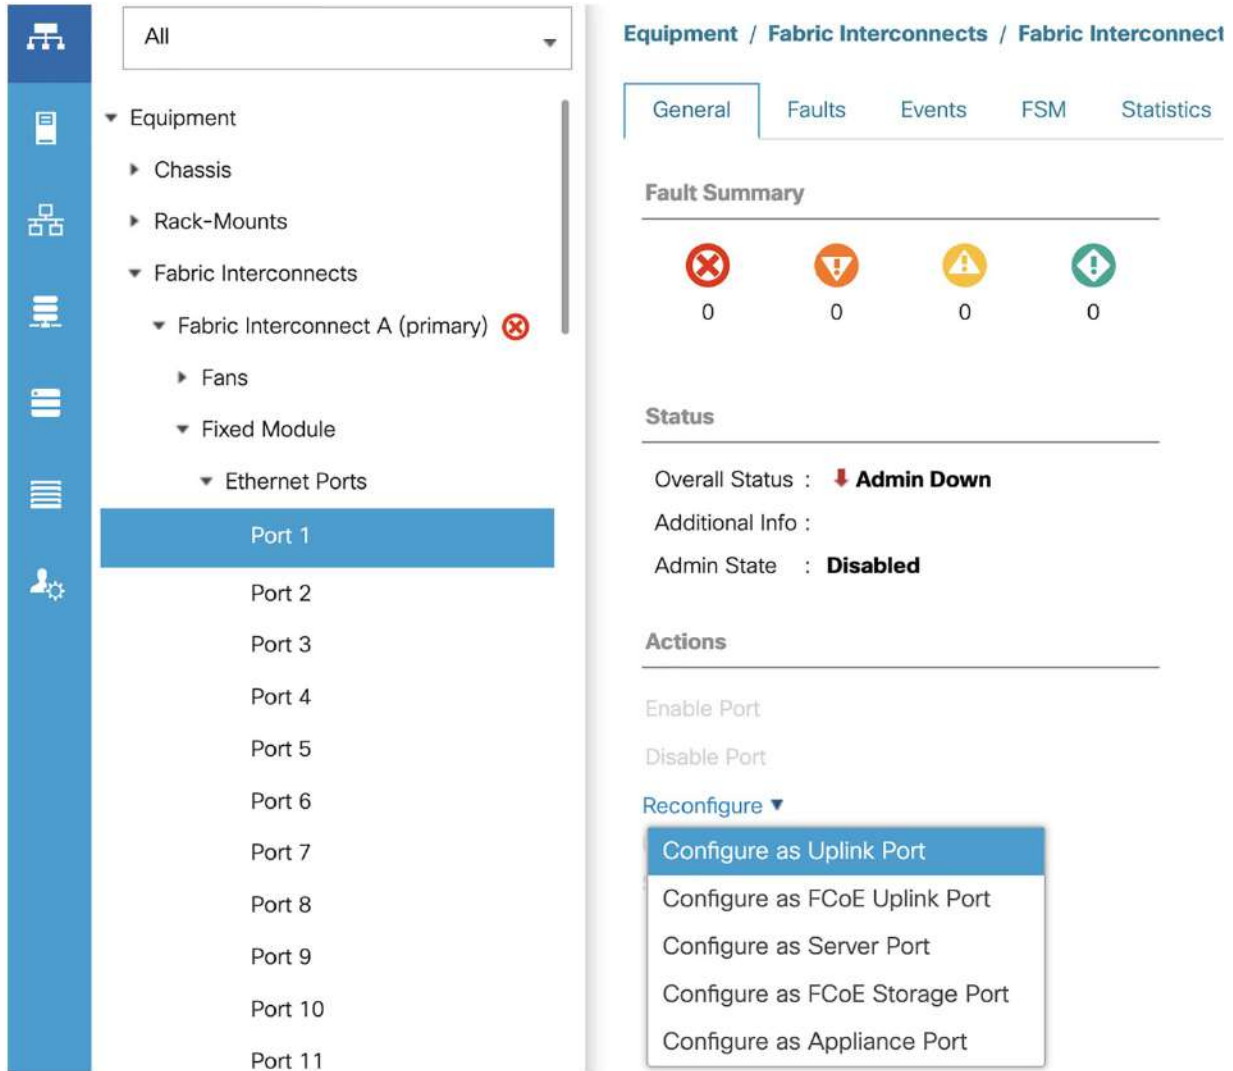 All
Equipment
Chassis
Rack-Mounts
Fabric Interconnects
Fabric Interconnect A (primary)
Fans
Fixed Module
Ethernet Ports
Port 1
Port 2
Port 3
Port 4
Port 5
Port 6
Port 7
Port 8
Port 9
Port 10
Port 11
Equipment / Fabric Interconnects / Fabric Interconnect
General Faults Events FSM Statistics
Fault Summary
0 0 0 0
Status
Overall Status : Admin Down
Additional Info :
Admin State : Disabled
Actions
Enable Port
Disable Port
Reconfigure
Configure as Uplink Port
Configure as FCoE Uplink Port
Configure as Server Port
Configure as FCoE Storage Port
Configure as Appliance Port